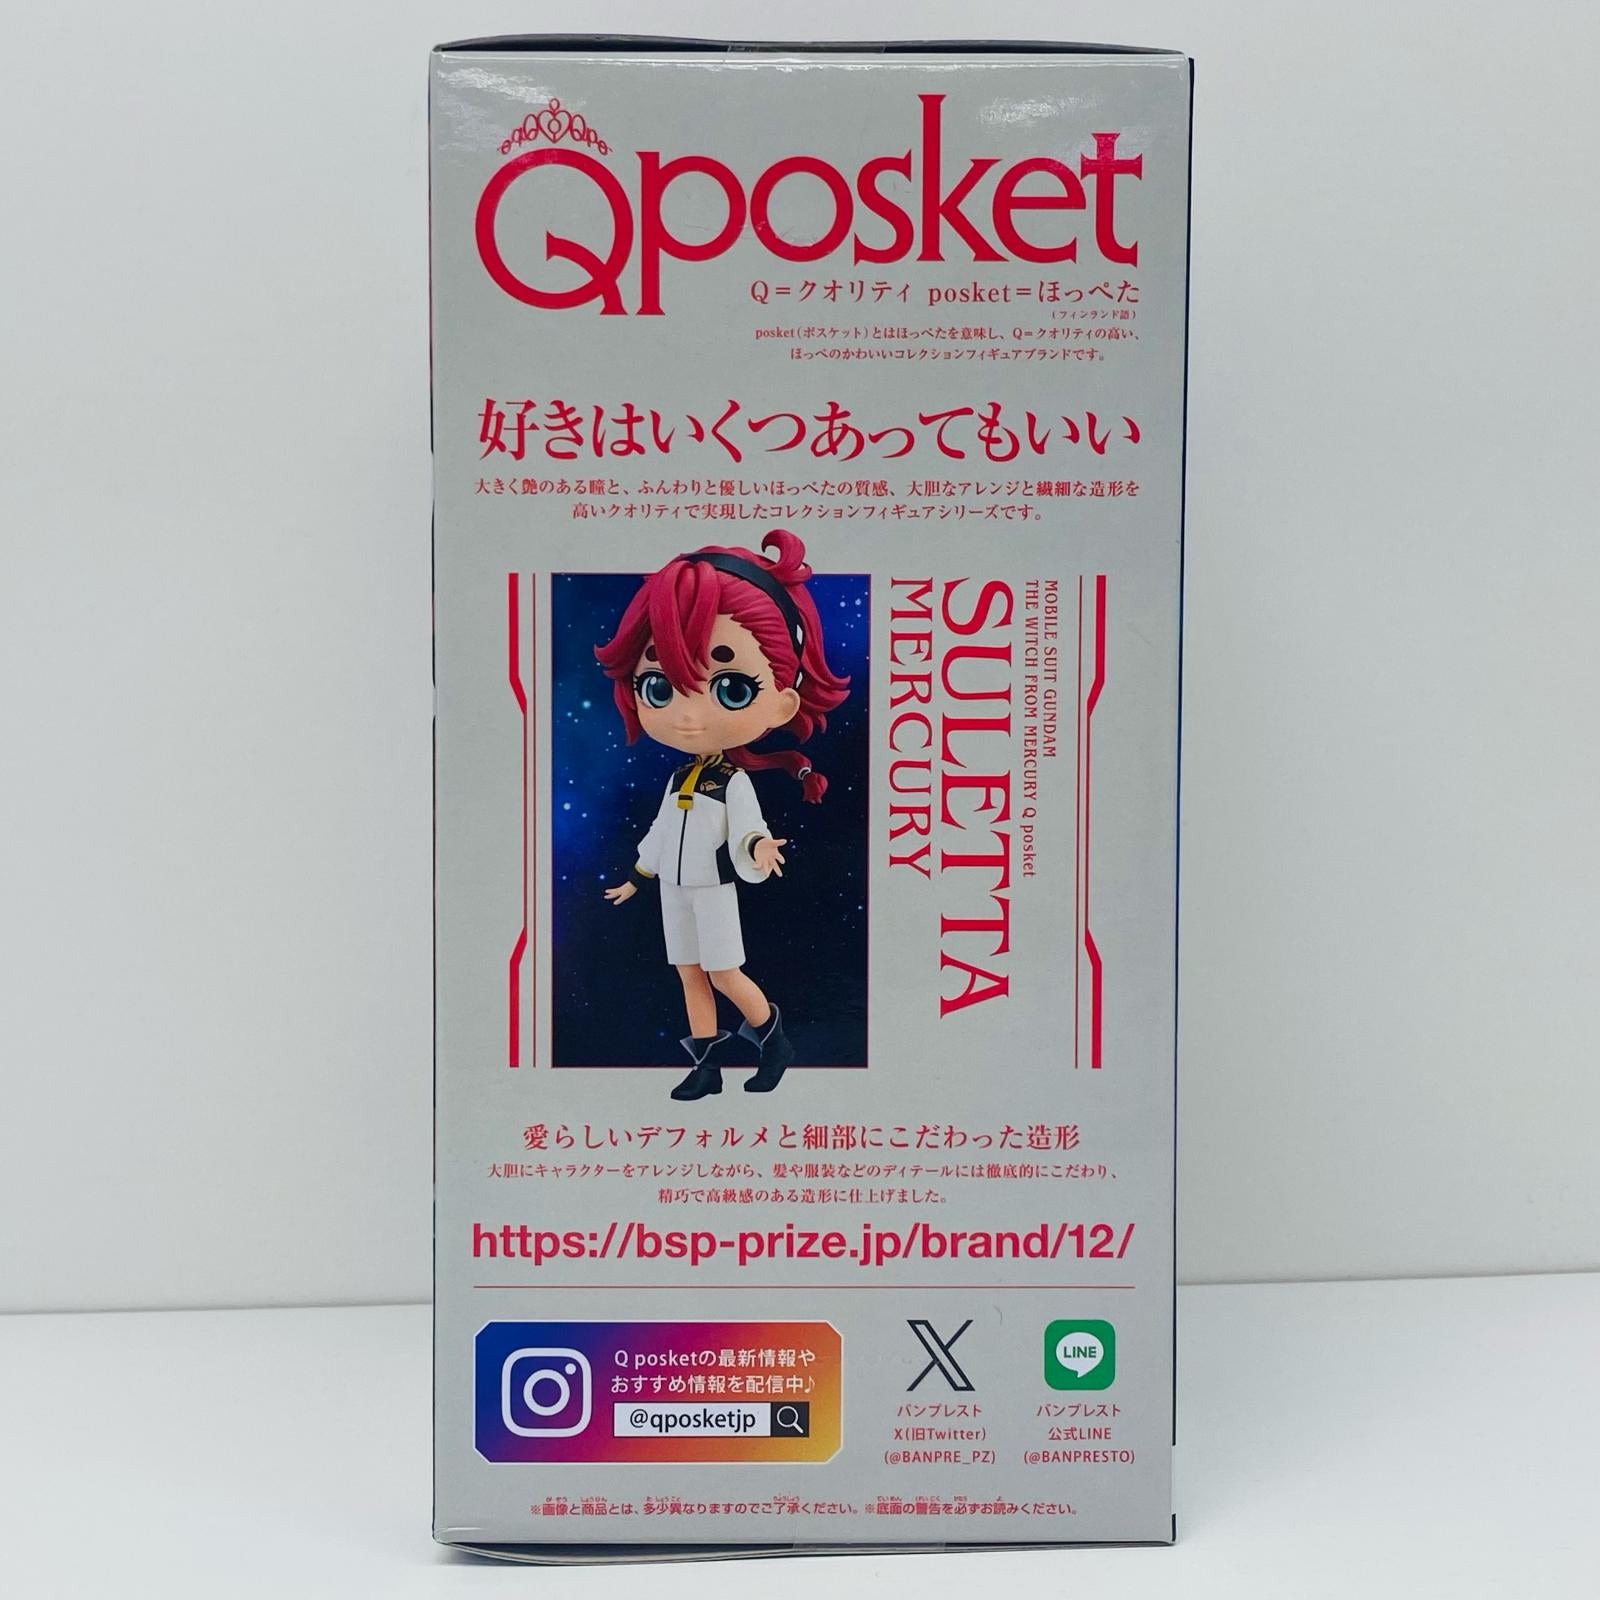 Qposket
Q=クオリティ posket=ほっぺた
(フィンランド語)
posket(ポスケット)とはほっぺたを意味し、Q=クオリティの高い、
ほっぺのかわいいコレクションフィギュアブランドです。
好きはいくつあってもいい
大きく艶のある瞳と、ふんわりと優しいほっぺたの質感、大胆なアレンジと繊細な造形を
高いクオリティで実現したコレクションフィギュアシリーズです。
MOBILE SUIT GUNDAM
THE WITCH FROM MERCURY Q posket
SULETTA
MERCURY
愛らしいデフォルメと細部にこだわった造形
大胆にキャラクターをアレンジしながら、髪や服装などのディテールには徹底的にこだわり、
精巧で高級感のある造形に仕上げました。
https://bsp-prize.jp/brand/12/
Q posketの最新情報や
おすすめ情報を配信中♪
@qposketjp
X
バンプレスト
X(旧Twitter)
(@BANPRE_PZ)
LINE
バンプレスト
公式LINE
(@BANPRESTO)
※画像と商品とは、多少異なりますのでご了承ください。※底面の警告を必ずお読みください。